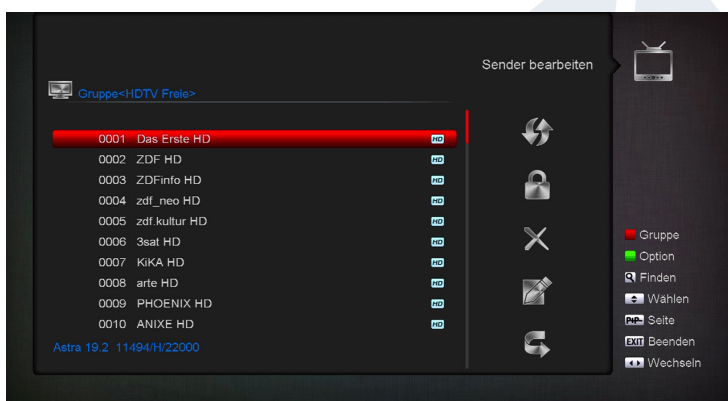 Sender bearbeiten
Gruppe<HDTV Freie>
0001 Das Erste HD HD
0002 ZDF HD HD
0003 ZDFinfo HD HD
0004 zdf_neo HD HD
0005 zdf.kultur HD HD
0006 3sat HD HD
0007 KiKA HD HD
0008 arte HD HD
0009 PHOENIX HD HD
0010 ANIXE HD HD
Astra 19.2 11494/H/22000
Gruppe
Option
Finden
Wählen
P+P- Seite
EXIT Beenden
Wechseln